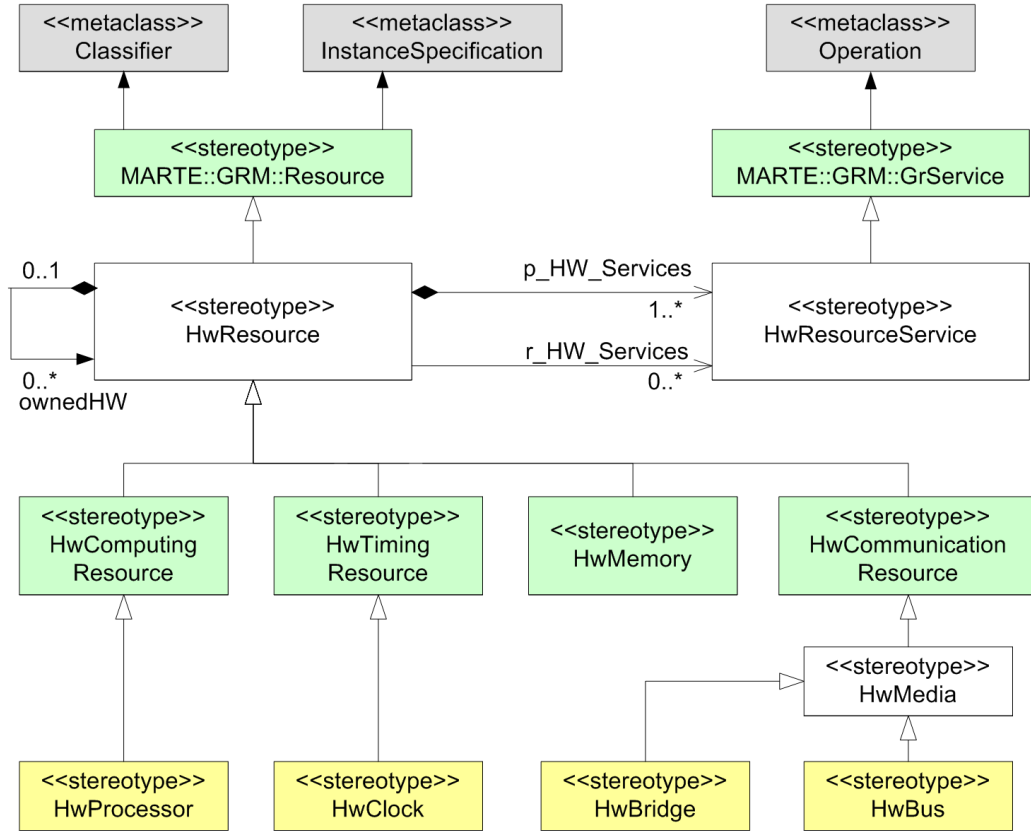 <<metaclass>>
Classifier
<<metaclass>>
InstanceSpecification
<<metaclass>>
Operation
<<stereotype>>
MARTE::GRM::Resource
<<stereotype>>
MARTE::GRM::GrService
0..1
<<stereotype>>
HwResource
p_HW_Services
1..*
<<stereotype>>
HwResourceService
r_HW_Services
0..*
0..*
ownedHW
<<stereotype>>
HwComputing
Resource
<<stereotype>>
HwTiming
Resource
<<stereotype>>
HwMemory
<<stereotype>>
HwCommunication
Resource
<<stereotype>>
HwMedia
<<stereotype>>
HwProcessor
<<stereotype>>
HwClock
<<stereotype>>
HwBridge
<<stereotype>>
HwBus